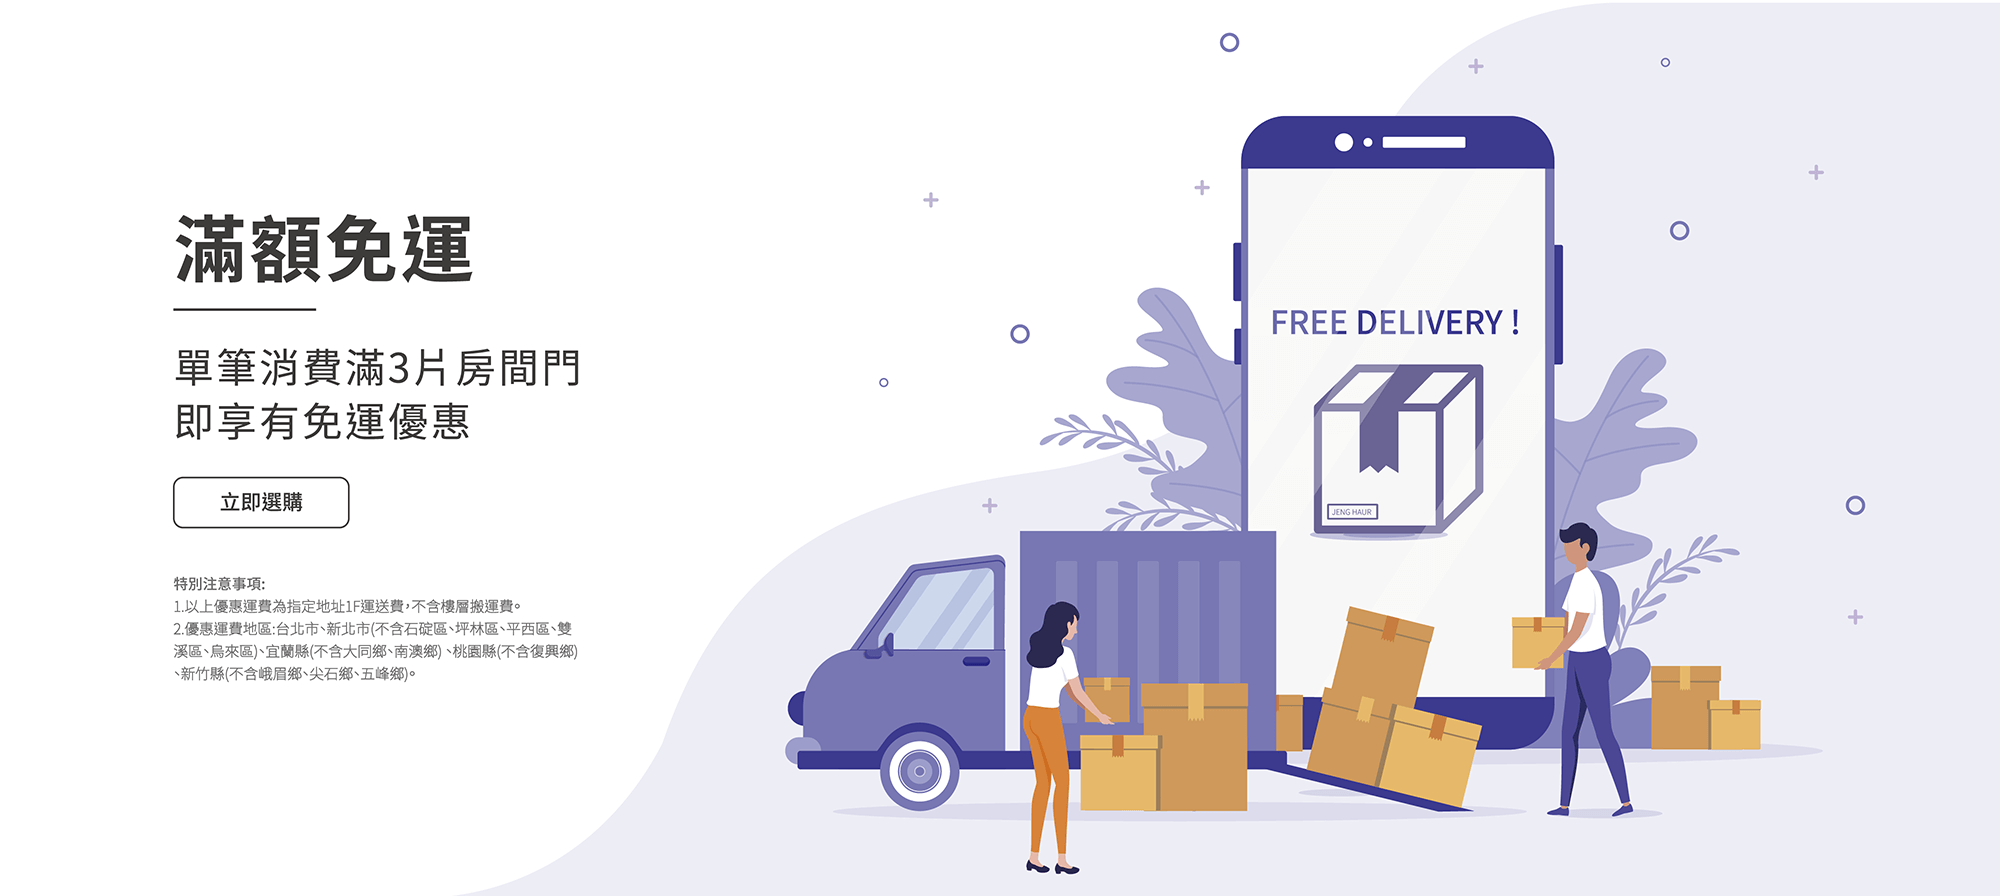 滿額免運
單筆消費滿3片房間門
即享有免運優惠
立即選購
特別注意事項:
1.以上優惠運費為指定地址1F運送費,不含樓層搬運費。
2.優惠運費地區:台北市、新北市(不含石碇區、坪林區、平西區、雙
溪區、烏來區)、宜蘭縣(不含大同鄉、南澳鄉)、桃園縣(不含復興鄉)
、新竹縣(不含峨眉鄉、尖石鄉、五峰鄉)。
FREE DELIVERY !
JENG HAUR